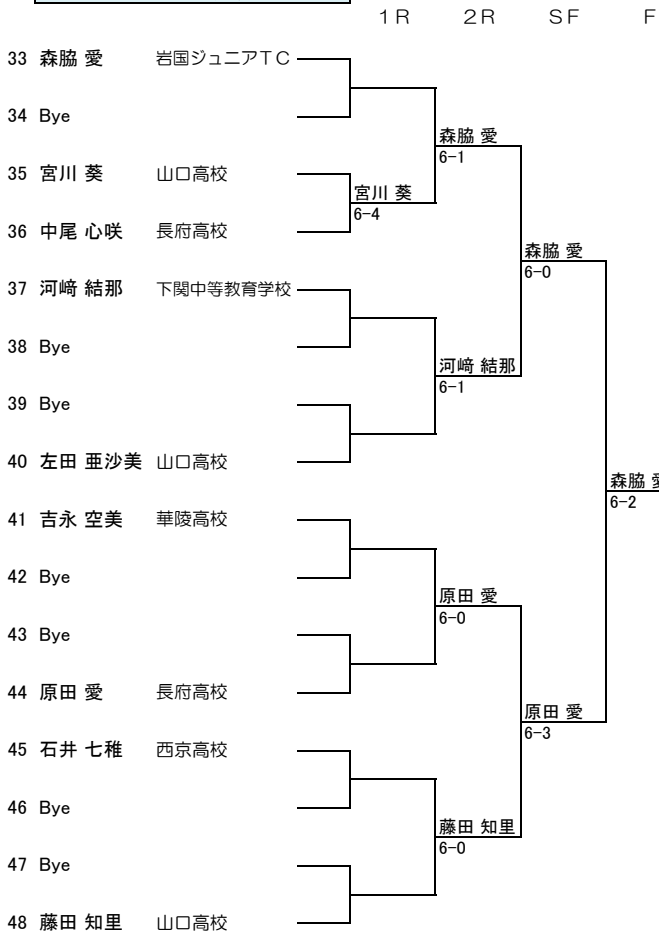 1R 2R SF F
33 森脇 愛 岩国ジュニアTC
34 Bye
森脇 愛
6-1
35 宮川 葵 山口高校
宮川 葵
6-4
36 中尾 心咲 長府高校
森脇 愛
6-0
37 河﨑 結那 下関中等教育学校
38 Bye
河﨑 結那
6-1
39 Bye
40 左田 亜沙美 山口高校
森脇 愛
6-2
41 吉永 空美 華陵高校
42 Bye
原田 愛
6-0
43 Bye
44 原田 愛 長府高校
原田 愛
6-3
45 石井 七稚 西京高校
46 Bye
藤田 知里
6-0
47 Bye
48 藤田 知里 山口高校